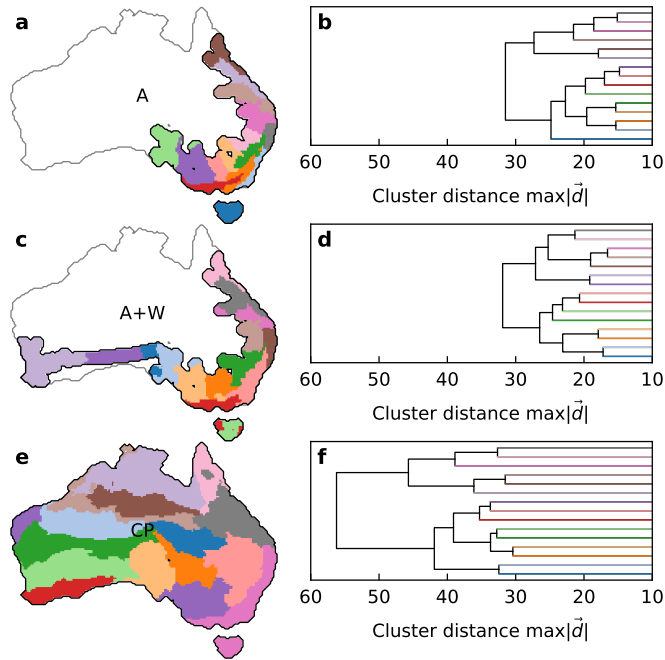 a
A
b
60 50 40 30 20 10
Cluster distance max|d⃗|
c
A+W
d
60 50 40 30 20 10
Cluster distance max|d⃗|
e
CP
f
60 50 40 30 20 10
Cluster distance max|d⃗|